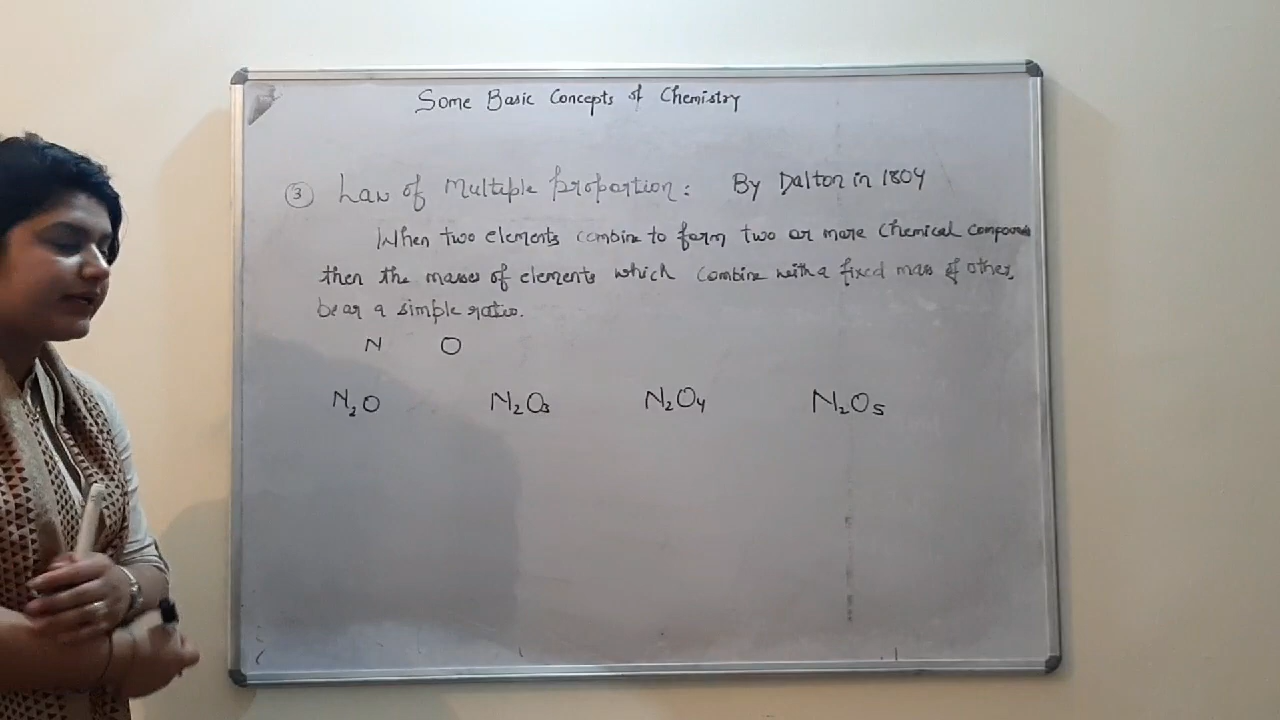 Some Basic Concepts of Chemistry
③ Law of Multiple proportion: By Dalton in 1804
When two elements combine to form two or more chemical compounds
then the masses of elements which combine with a fixed mass of other,
bear a simple ratio.
N O
N₂O N₂O₃ N₂O₄ N₂O₅